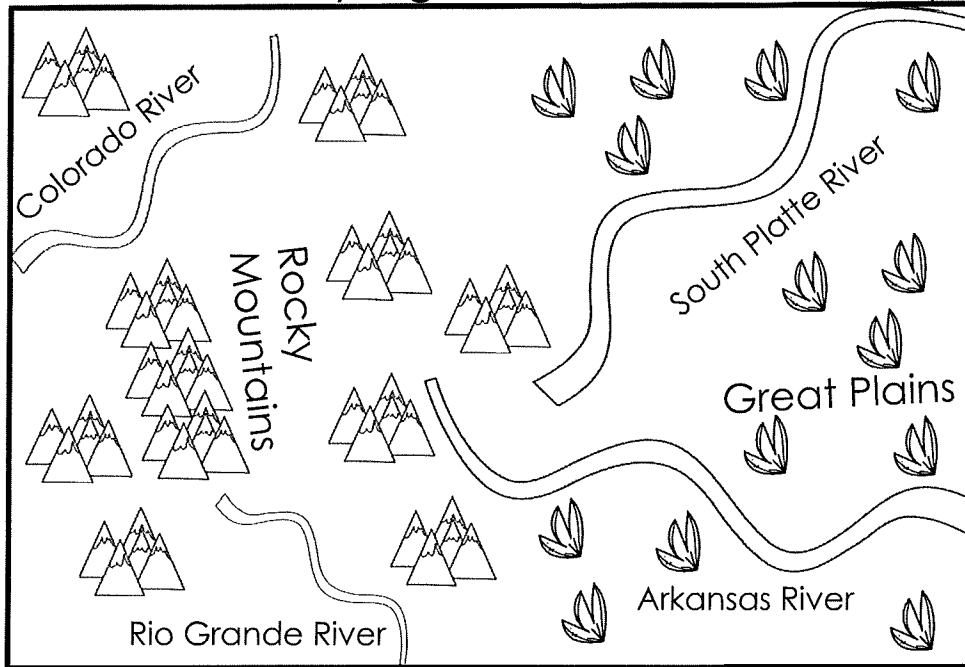 Colorado River
Rocky
Mountains
South Platte River
Great Plains
Arkansas River
Rio Grande River